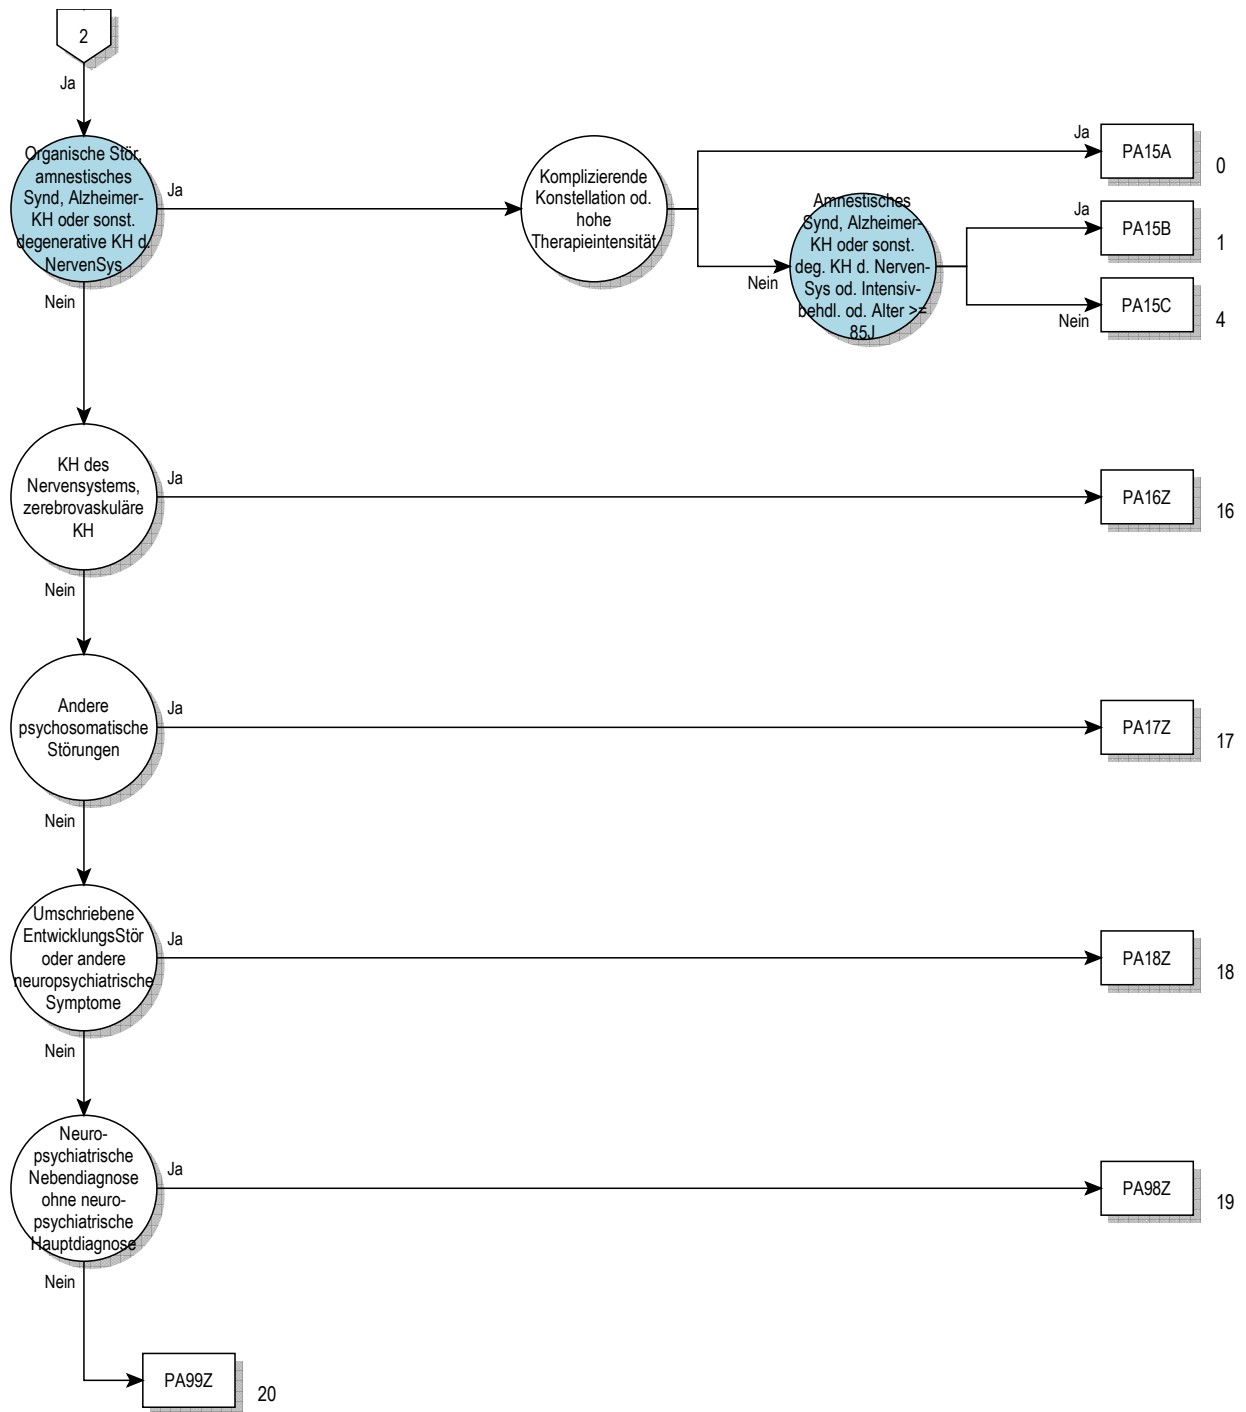 2
Ja
Organische Stör,
amnestisches
Synd, Alzheimer-
KH oder sonst.
degenerative KH d.
NervenSys
Ja
Komplizierende
Konstellation od.
hohe
Therapieintensität
Ja
PA15A
0
Nein
Amnestisches
Synd, Alzheimer-
KH oder sonst.
deg. KH d. Nerven-
Sys od. Intensiv-
behdl. od. Alter >=
85J
Ja
PA15B
1
Nein
PA15C
4
Nein
KH des
Nervensystems,
zerebrovaskuläre
KH
Ja
PA16Z
16
Nein
Andere
psychosomatische
Störungen
Ja
PA17Z
17
Nein
Umschriebene
EntwicklungsStör
oder andere
neuropsychiatrische
Symptome
Ja
PA18Z
18
Nein
Neuro-
psychiatrische
Nebendiagnose
ohne neuro-
psychiatrische
Hauptdiagnose
Ja
PA98Z
19
Nein
PA99Z
20